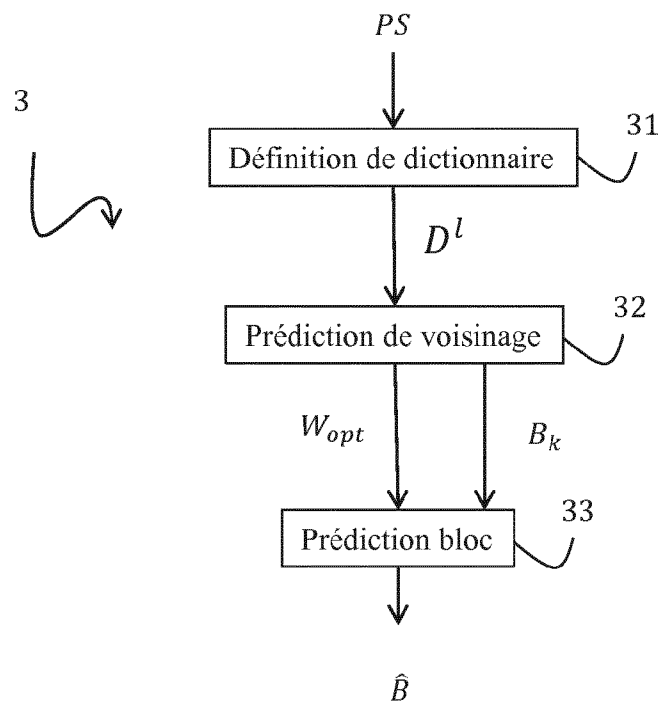 PS
3
31
Définition de dictionnaire
D^l
32
Prédiction de voisinage
W_opt
B_k
33
Prédiction bloc
B̂